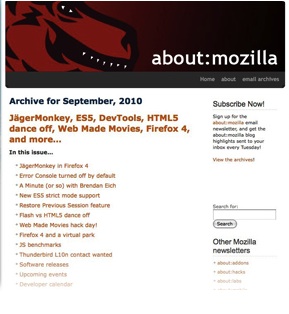 about:mozilla
Home about email archives
Archive for September, 2010
JägerMonkey, ES5, DevTools, HTML5
dance off, Web Made Movies, Firefox 4,
and more...
In this issue...
JägerMonkey in Firefox 4
Error Console turned off by default
A Minute (or so) with Brendan Eich
New ES5 strict mode support
Restore Previous Session feature
Flash vs HTML5 dance off
Web Movies hack day!
Firefox 4 and a virtual park
JS benchmarks
Thunderbird L10n contact wanted
Software releases
Upcoming events
Developer calendar
Subscribe Now!
Sign up for the
about:mozilla email
newsletter, and get the
about:mozilla blog
highlights sent to your
inbox every Tuesday!
View the archives!
Search for:
Search
Other Mozilla
newsletters
about:addons
about:hacks
about:labs